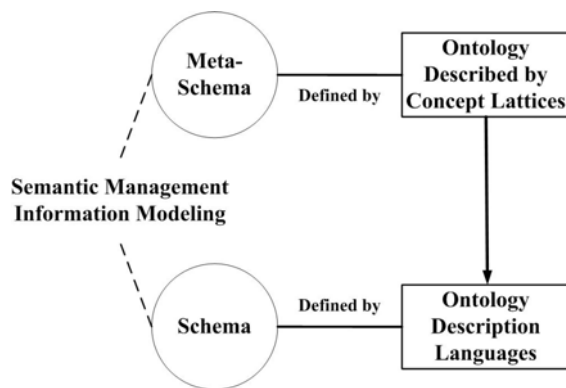 Meta-
Schema
Defined by
Ontology
Described by
Concept Lattices
Semantic Management
Information Modeling
Schema
Defined by
Ontology
Description
Languages